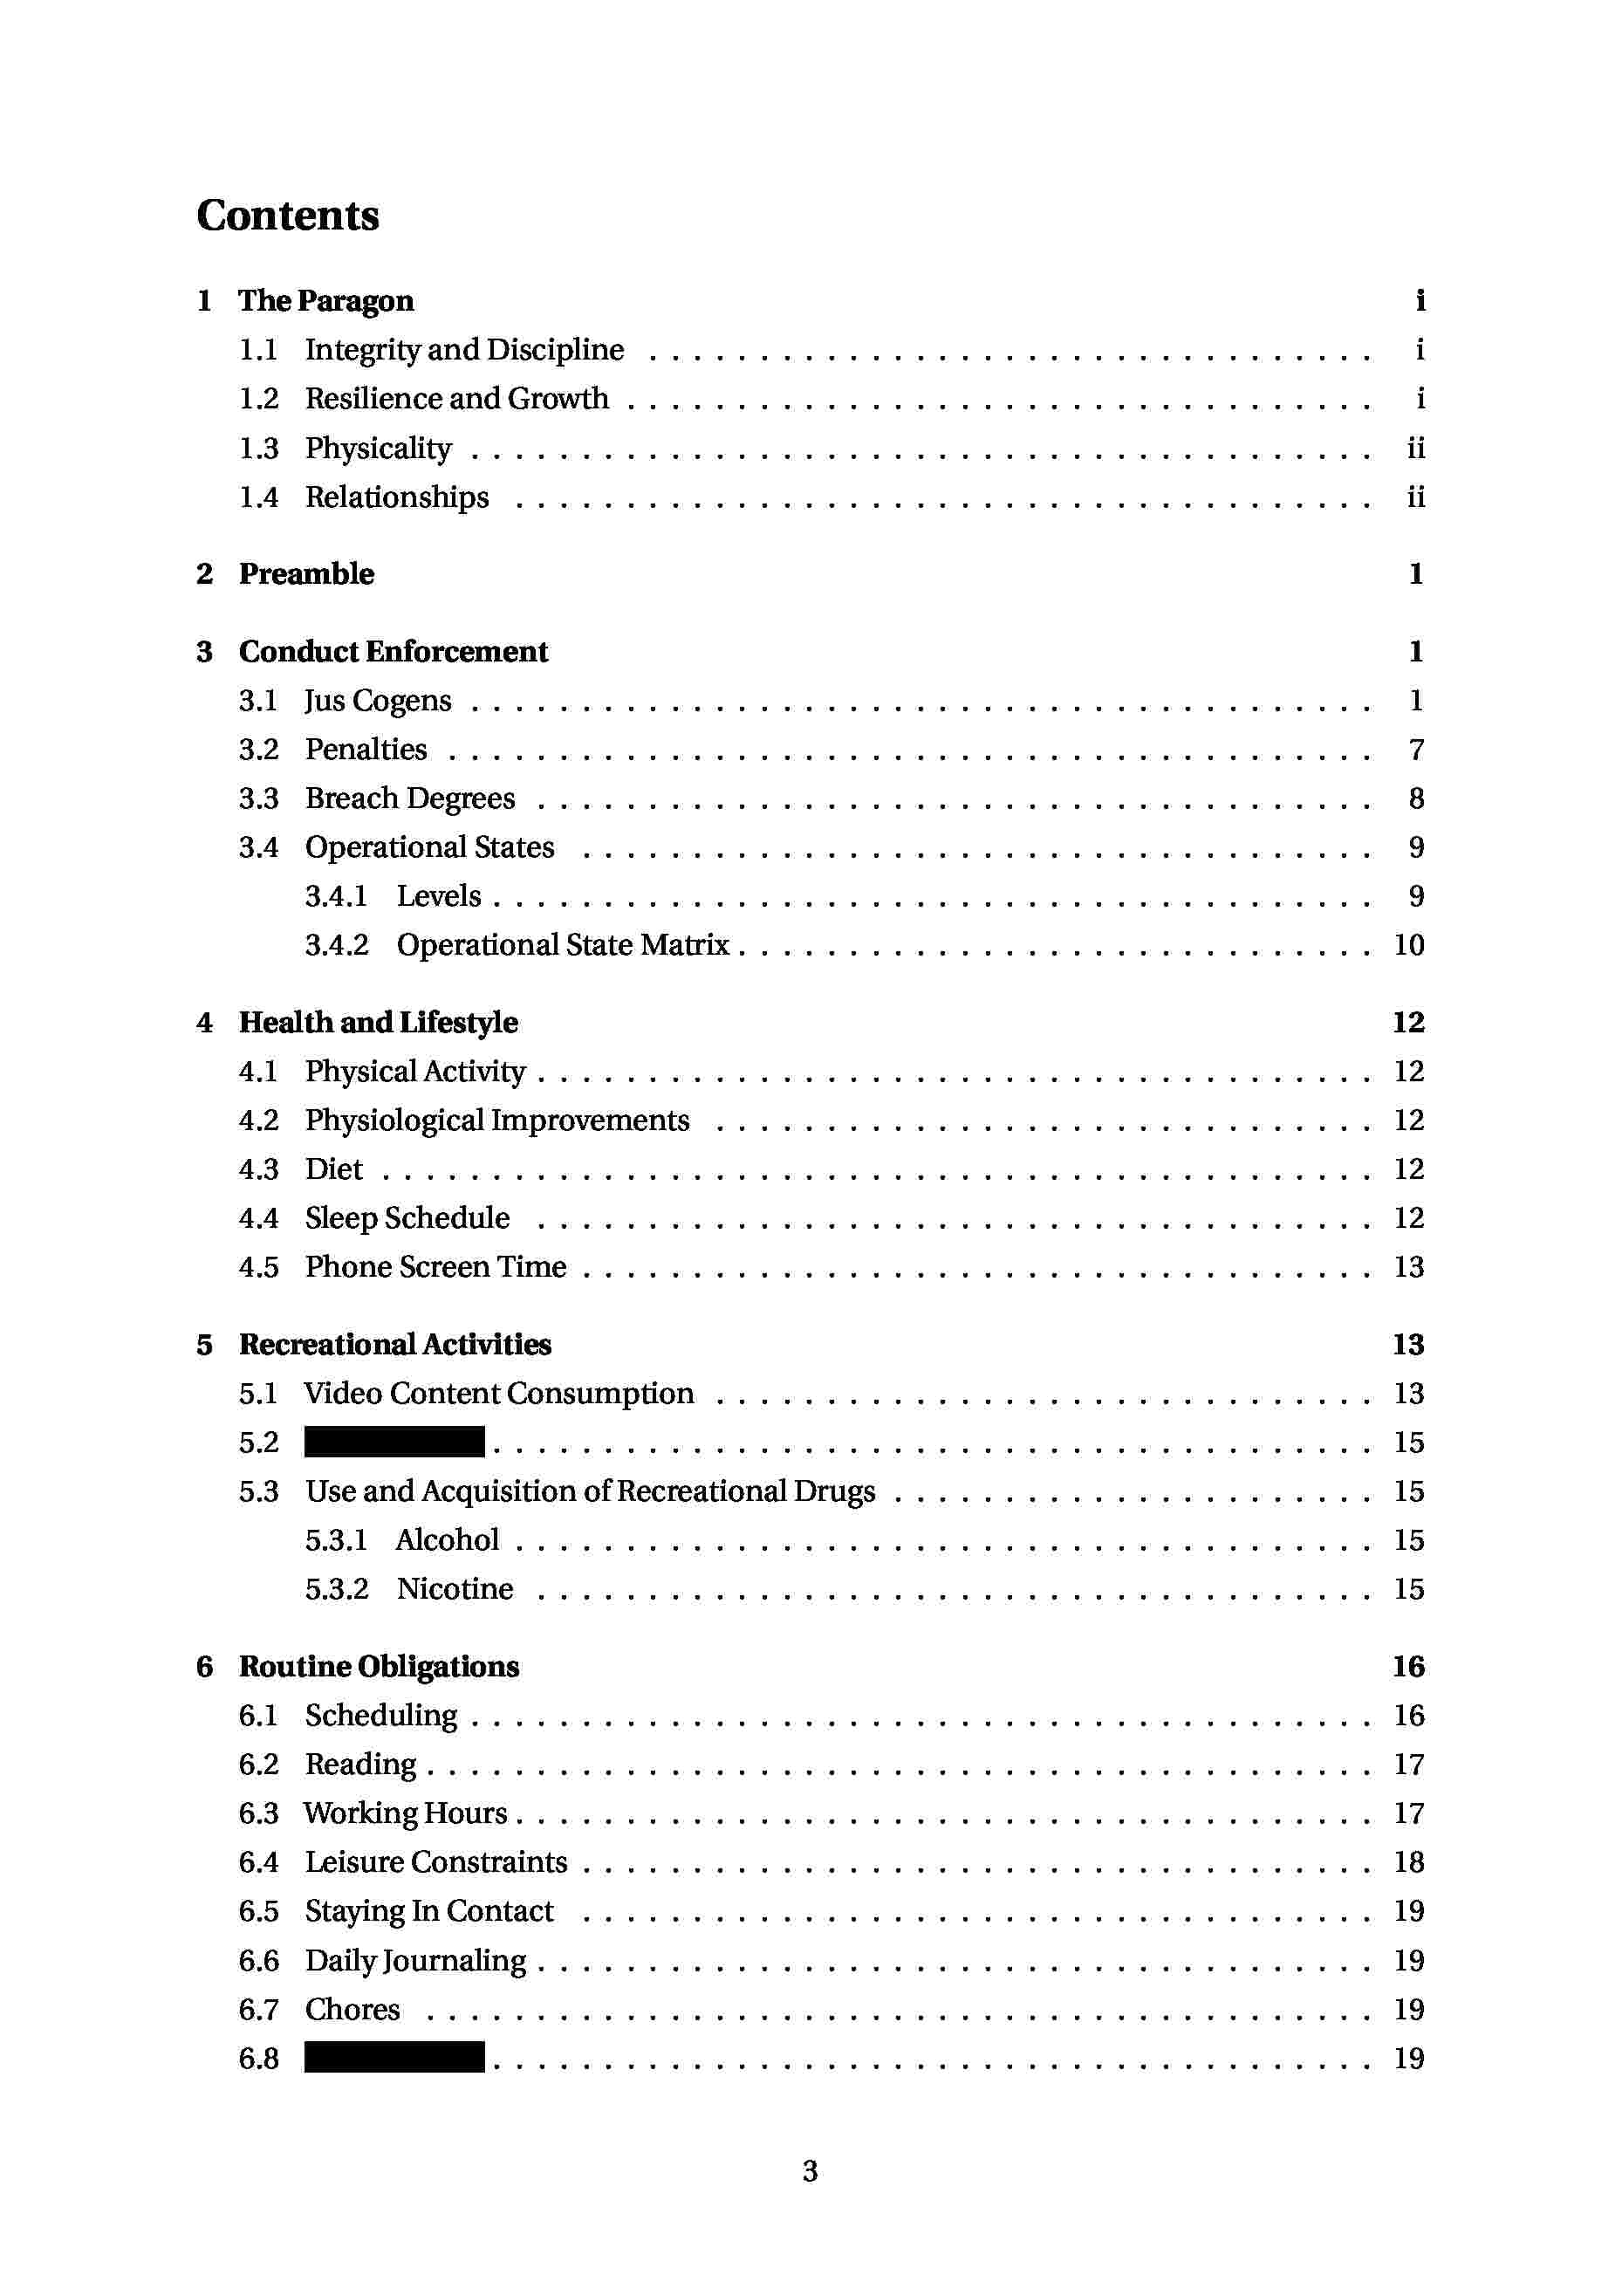 Contents
1 The Paragon i
1.1 Integrity and Discipline . . . . . . . . . . . . . . . . . . . . . . . . . . . . . . . . . i
1.2 Resilience and Growth . . . . . . . . . . . . . . . . . . . . . . . . . . . . . . . . . . i
1.3 Physicality . . . . . . . . . . . . . . . . . . . . . . . . . . . . . . . . . . . . . . . . . ii
1.4 Relationships . . . . . . . . . . . . . . . . . . . . . . . . . . . . . . . . . . . . . . . ii
2 Preamble 1
3 Conduct Enforcement 1
3.1 Jus Cogens . . . . . . . . . . . . . . . . . . . . . . . . . . . . . . . . . . . . . . . . . 1
3.2 Penalties . . . . . . . . . . . . . . . . . . . . . . . . . . . . . . . . . . . . . . . . . . 7
3.3 Breach Degrees . . . . . . . . . . . . . . . . . . . . . . . . . . . . . . . . . . . . . . 8
3.4 Operational States . . . . . . . . . . . . . . . . . . . . . . . . . . . . . . . . . . . . 9
3.4.1 Levels . . . . . . . . . . . . . . . . . . . . . . . . . . . . . . . . . . . . . . . . 9
3.4.2 Operational State Matrix . . . . . . . . . . . . . . . . . . . . . . . . . . . . . 10
4 Health and Lifestyle 12
4.1 Physical Activity . . . . . . . . . . . . . . . . . . . . . . . . . . . . . . . . . . . . . . 12
4.2 Physiological Improvements . . . . . . . . . . . . . . . . . . . . . . . . . . . . . . 12
4.3 Diet . . . . . . . . . . . . . . . . . . . . . . . . . . . . . . . . . . . . . . . . . . . . . 12
4.4 Sleep Schedule . . . . . . . . . . . . . . . . . . . . . . . . . . . . . . . . . . . . . . 12
4.5 Phone Screen Time . . . . . . . . . . . . . . . . . . . . . . . . . . . . . . . . . . . . 13
5 Recreational Activities 13
5.1 Video Content Consumption . . . . . . . . . . . . . . . . . . . . . . . . . . . . . . 13
5.2 . . . . . . . . . . . . . . . . . . . . . . . . . . . . . . . . . . . . . . . . 15
5.3 Use and Acquisition of Recreational Drugs . . . . . . . . . . . . . . . . . . . . . . 15
5.3.1 Alcohol . . . . . . . . . . . . . . . . . . . . . . . . . . . . . . . . . . . . . . . 15
5.3.2 Nicotine . . . . . . . . . . . . . . . . . . . . . . . . . . . . . . . . . . . . . . 15
6 Routine Obligations 16
6.1 Scheduling . . . . . . . . . . . . . . . . . . . . . . . . . . . . . . . . . . . . . . . . . 16
6.2 Reading . . . . . . . . . . . . . . . . . . . . . . . . . . . . . . . . . . . . . . . . . . . 17
6.3 Working Hours . . . . . . . . . . . . . . . . . . . . . . . . . . . . . . . . . . . . . . . 17
6.4 Leisure Constraints . . . . . . . . . . . . . . . . . . . . . . . . . . . . . . . . . . . . 18
6.5 Staying In Contact . . . . . . . . . . . . . . . . . . . . . . . . . . . . . . . . . . . . 19
6.6 Daily Journaling . . . . . . . . . . . . . . . . . . . . . . . . . . . . . . . . . . . . . . 19
6.7 Chores . . . . . . . . . . . . . . . . . . . . . . . . . . . . . . . . . . . . . . . . . . . 19
6.8 . . . . . . . . . . . . . . . . . . . . . . . . . . . . . . . . . . . . . . . . 19
3